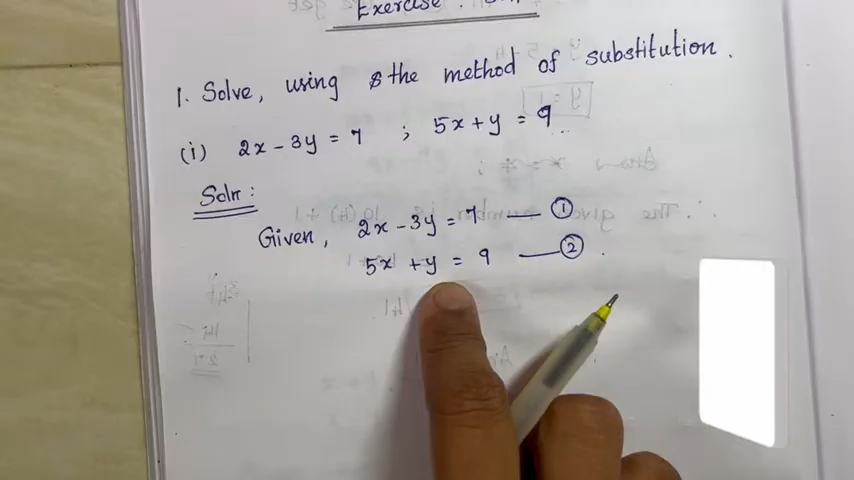 Exercise
1. Solve, using the method of substitution.
(i) 2x - 3y = 7 ; 5x + y = 9
Soln:
Given, 2x - 3y = 7 —— ①
5x + y = 9 —— ②